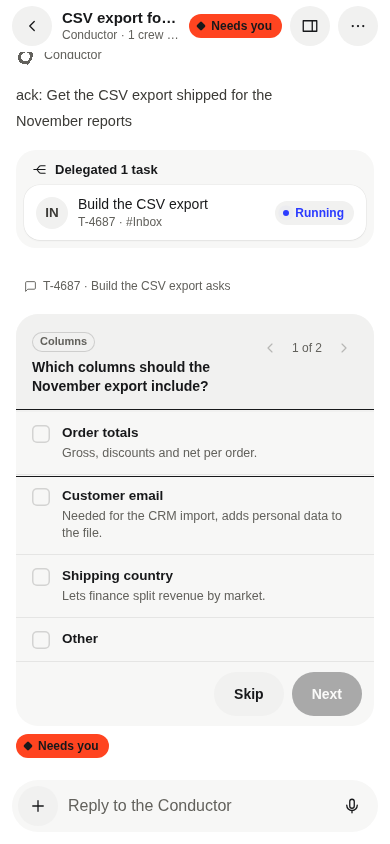 CSV export fo...
Conductor · 1 crew ...
Needs you
Conductor
ack: Get the CSV export shipped for the
November reports
Delegated 1 task
IN
Build the CSV export
T-4687 · #Inbox
Running
T-4687 · Build the CSV export asks
Columns
1 of 2
Which columns should the
November export include?
Order totals
Gross, discounts and net per order.
Customer email
Needed for the CRM import, adds personal data to
the file.
Shipping country
Lets finance split revenue by market.
Other
Skip
Next
Needs you
Reply to the Conductor